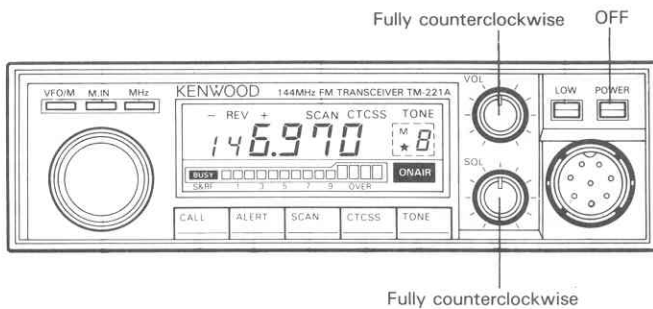 Fully counterclockwise OFF
VFO/M M.IN MHz
KENWOOD 144MHz FM TRANSCEIVER TM-221A
VOL
LOW POWER
− REV + SCAN CTCSS TONE
146.970 M ★ 8
BUSY ON AIR
S&RF 1 3 5 7 9 OVER
SQL
CALL ALERT SCAN CTCSS TONE
Fully counterclockwise